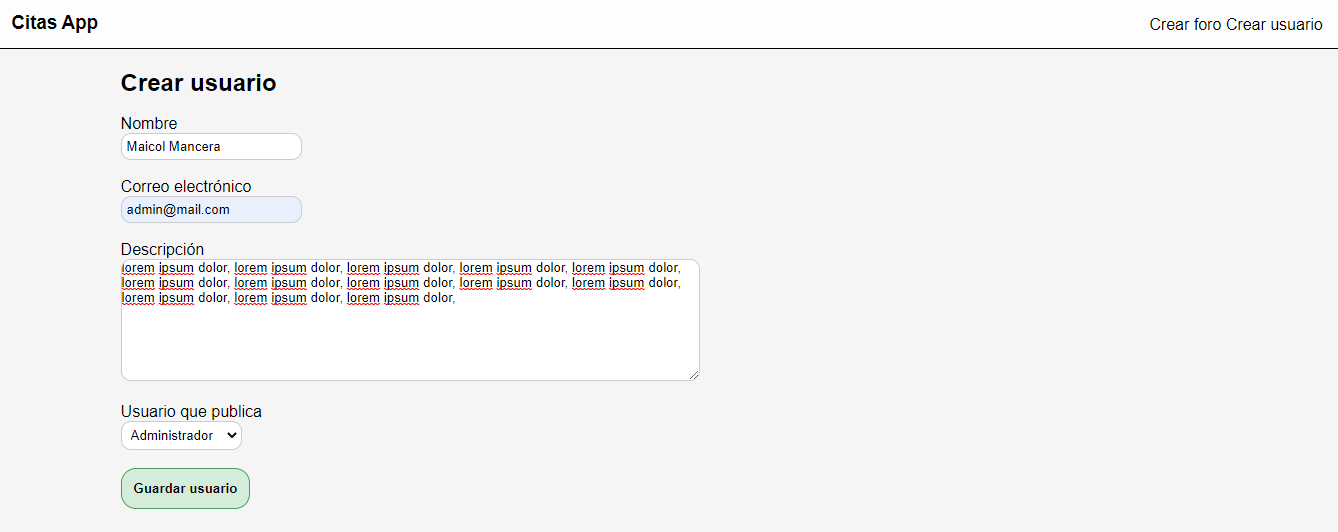 Citas App
Crear foro Crear usuario
Crear usuario
Nombre
Maicol Mancera
Correo electrónico
admin@mail.com
Descripción
lorem ipsum dolor, lorem ipsum dolor, lorem ipsum dolor, lorem ipsum dolor, lorem ipsum dolor,
lorem ipsum dolor, lorem ipsum dolor, lorem ipsum dolor, lorem ipsum dolor, lorem ipsum dolor,
lorem ipsum dolor, lorem ipsum dolor, lorem ipsum dolor,
Usuario que publica
Administrador
Guardar usuario